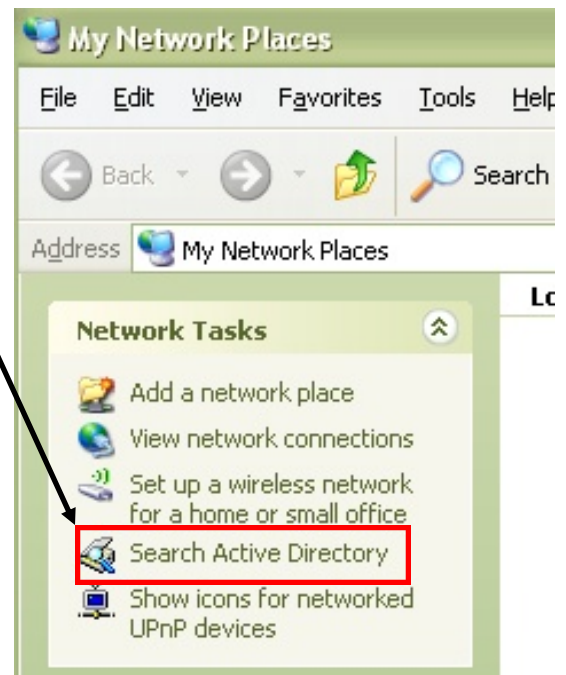 My Network Places
File Edit View Favorites Tools Help
Back Search
Address My Network Places
Network Tasks
Add a network place
View network connections
Set up a wireless network
for a home or small office
Search Active Directory
Show icons for networked
UPnP devices